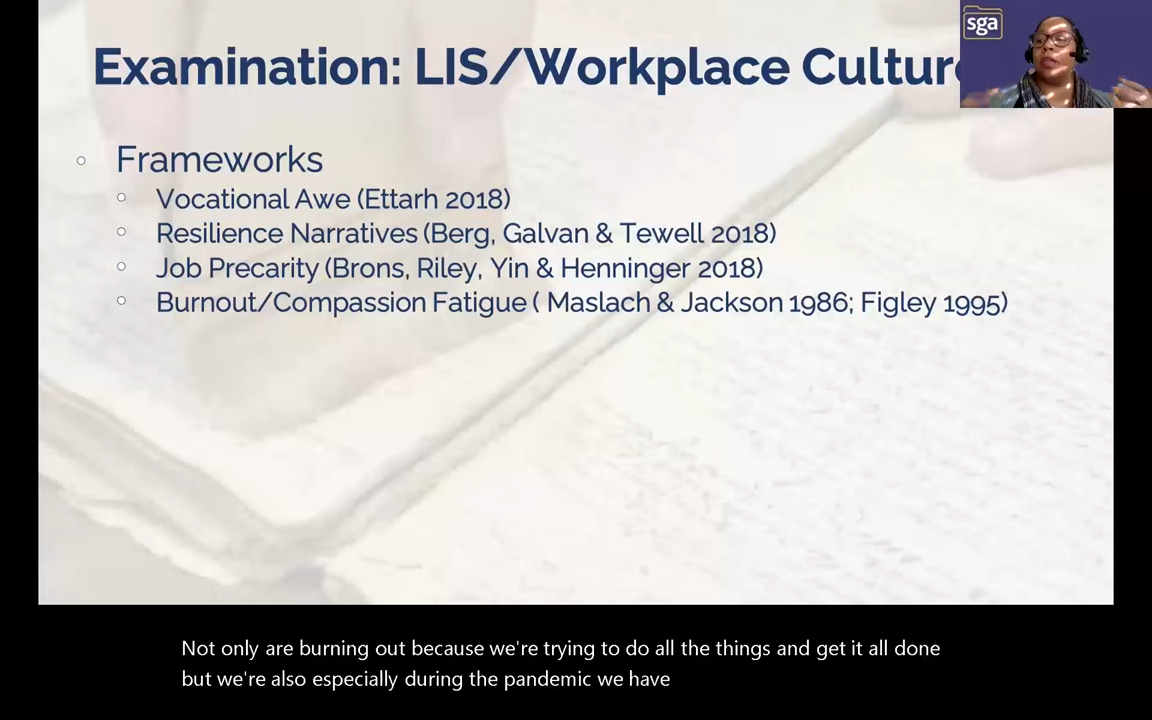 Examination: LIS/Workplace Culture
sga
Frameworks
Vocational Awe (Ettarh 2018)
Resilience Narratives (Berg, Galvan & Tewell 2018)
Job Precarity (Brons, Riley, Yin & Henninger 2018)
Burnout/Compassion Fatigue ( Maslach & Jackson 1986; Figley 1995)
Not only are burning out because we're trying to do all the things and get it all done
but we're also especially during the pandemic we have